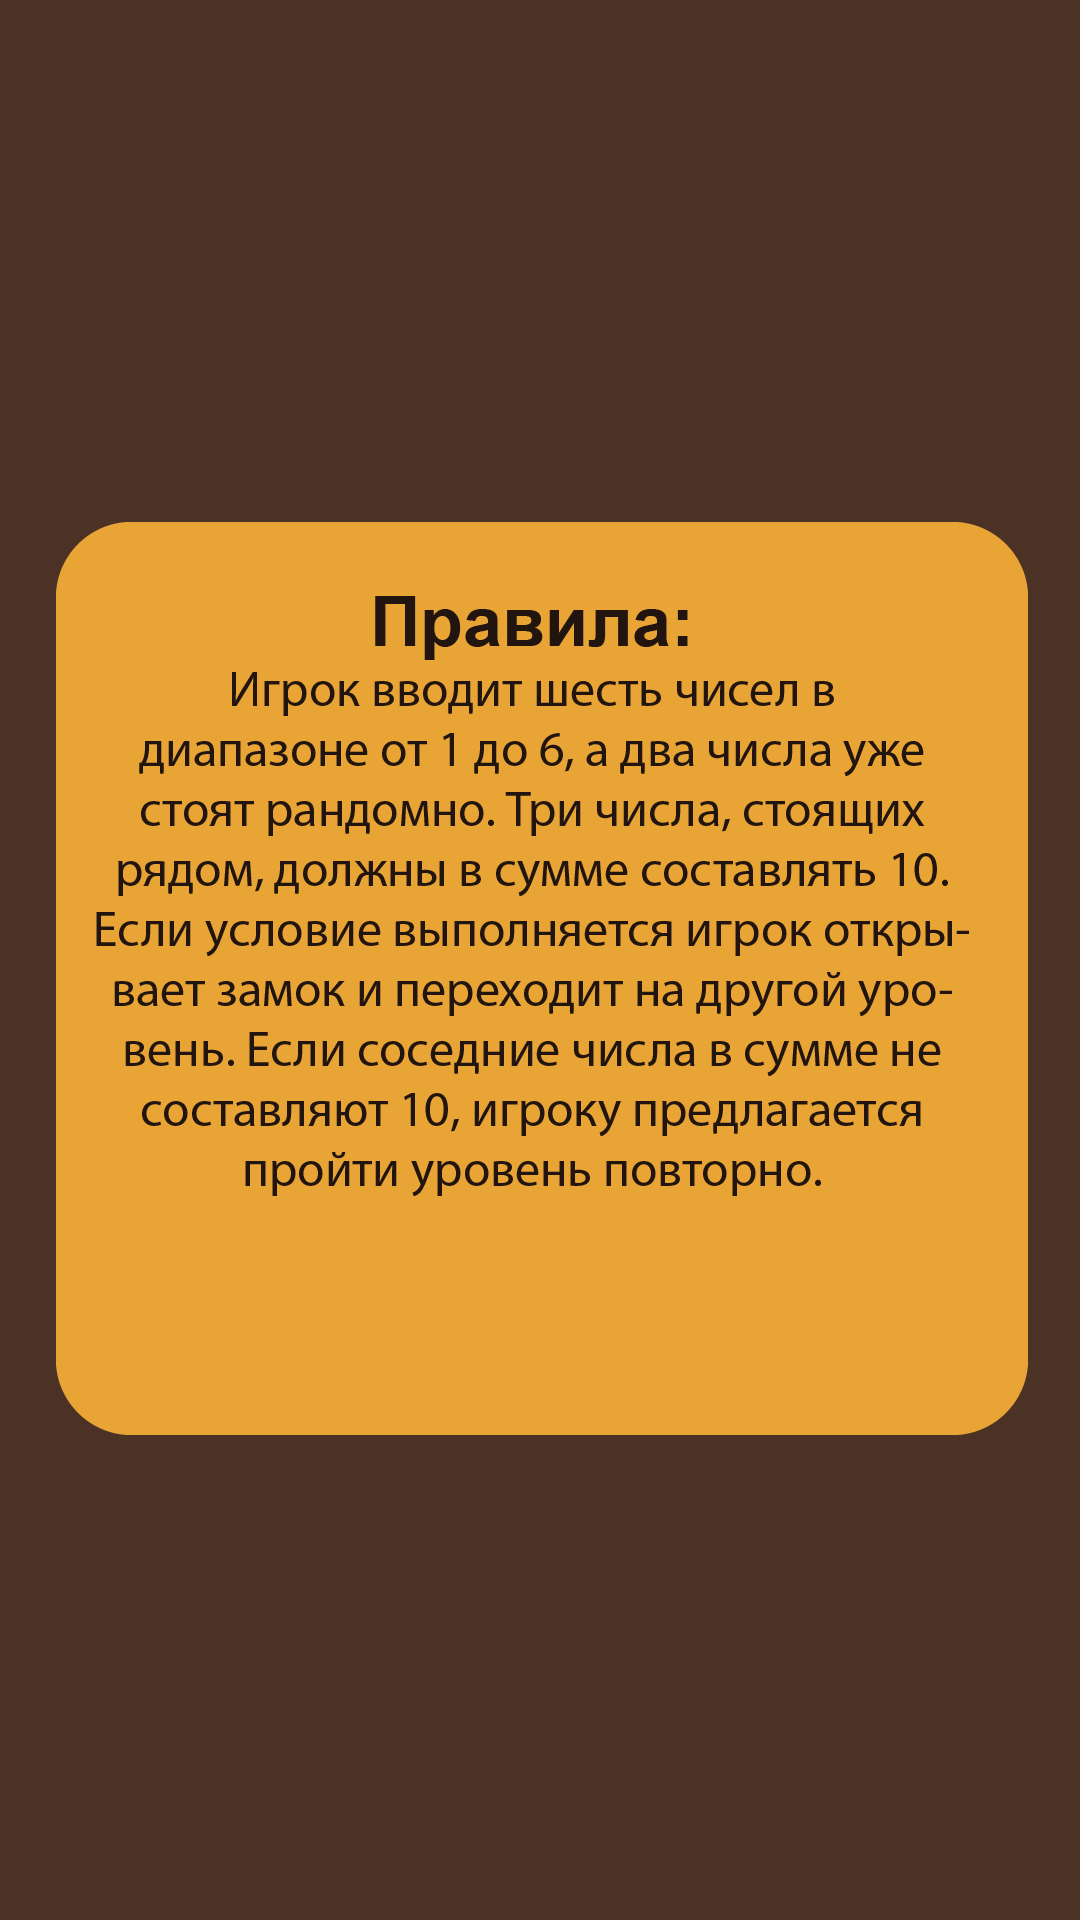 Правила:
Игрок вводит шесть чисел в
диапазоне от 1 до 6, а два числа уже
стоят рандомно. Три числа, стоящих
рядом, должны в сумме составлять 10.
Если условие выполняется игрок откры-
вает замок и переходит на другой уро-
вень. Если соседние числа в сумме не
составляют 10, игроку предлагается
пройти уровень повторно.